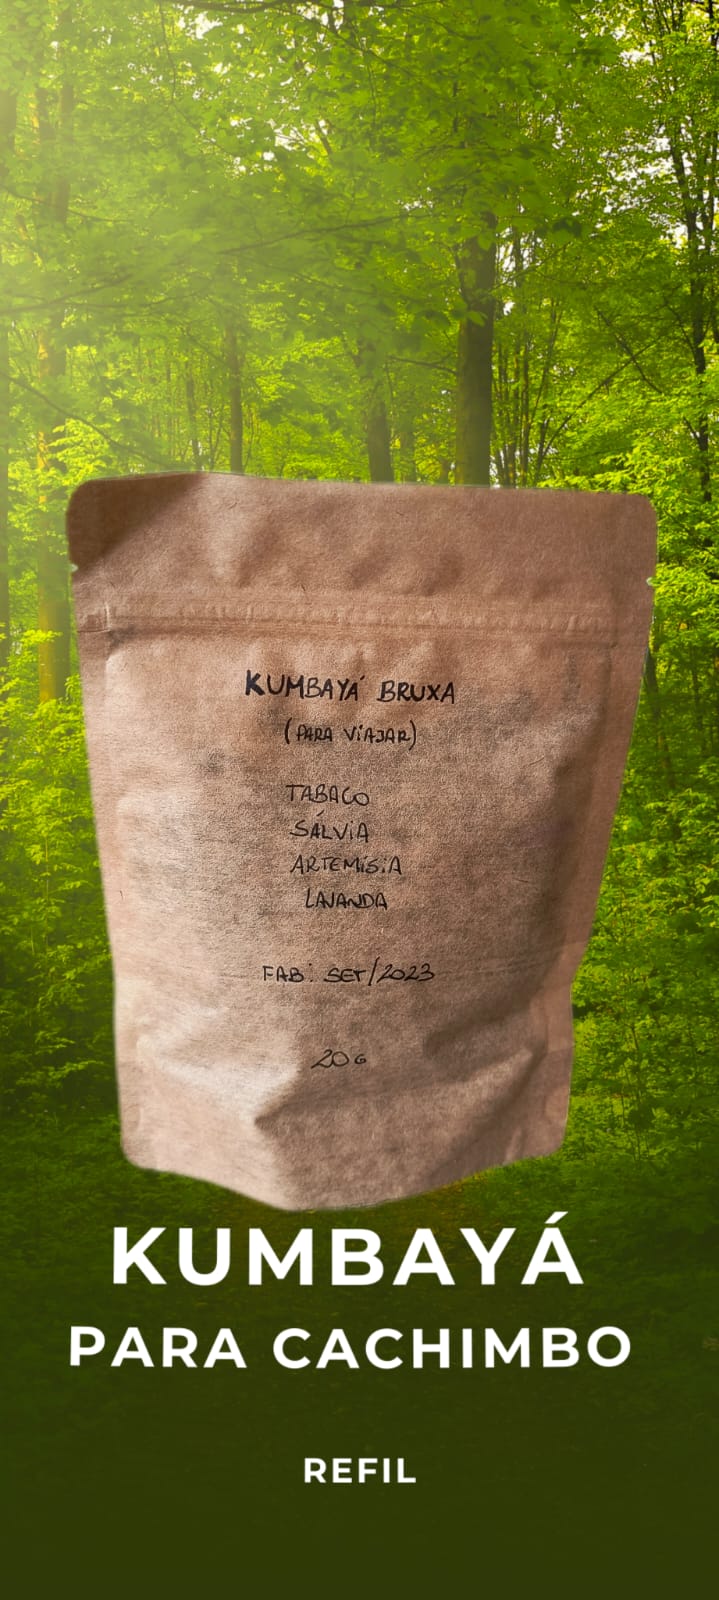 KUMBAYÁ BRUXA
(PARA VIAJAR)
TABACO
SÁLVIA
ARTEMÍSIA
LAVANDA
FAB: SET/2023
20G
KUMBAYÁ
PARA CACHIMBO
REFIL